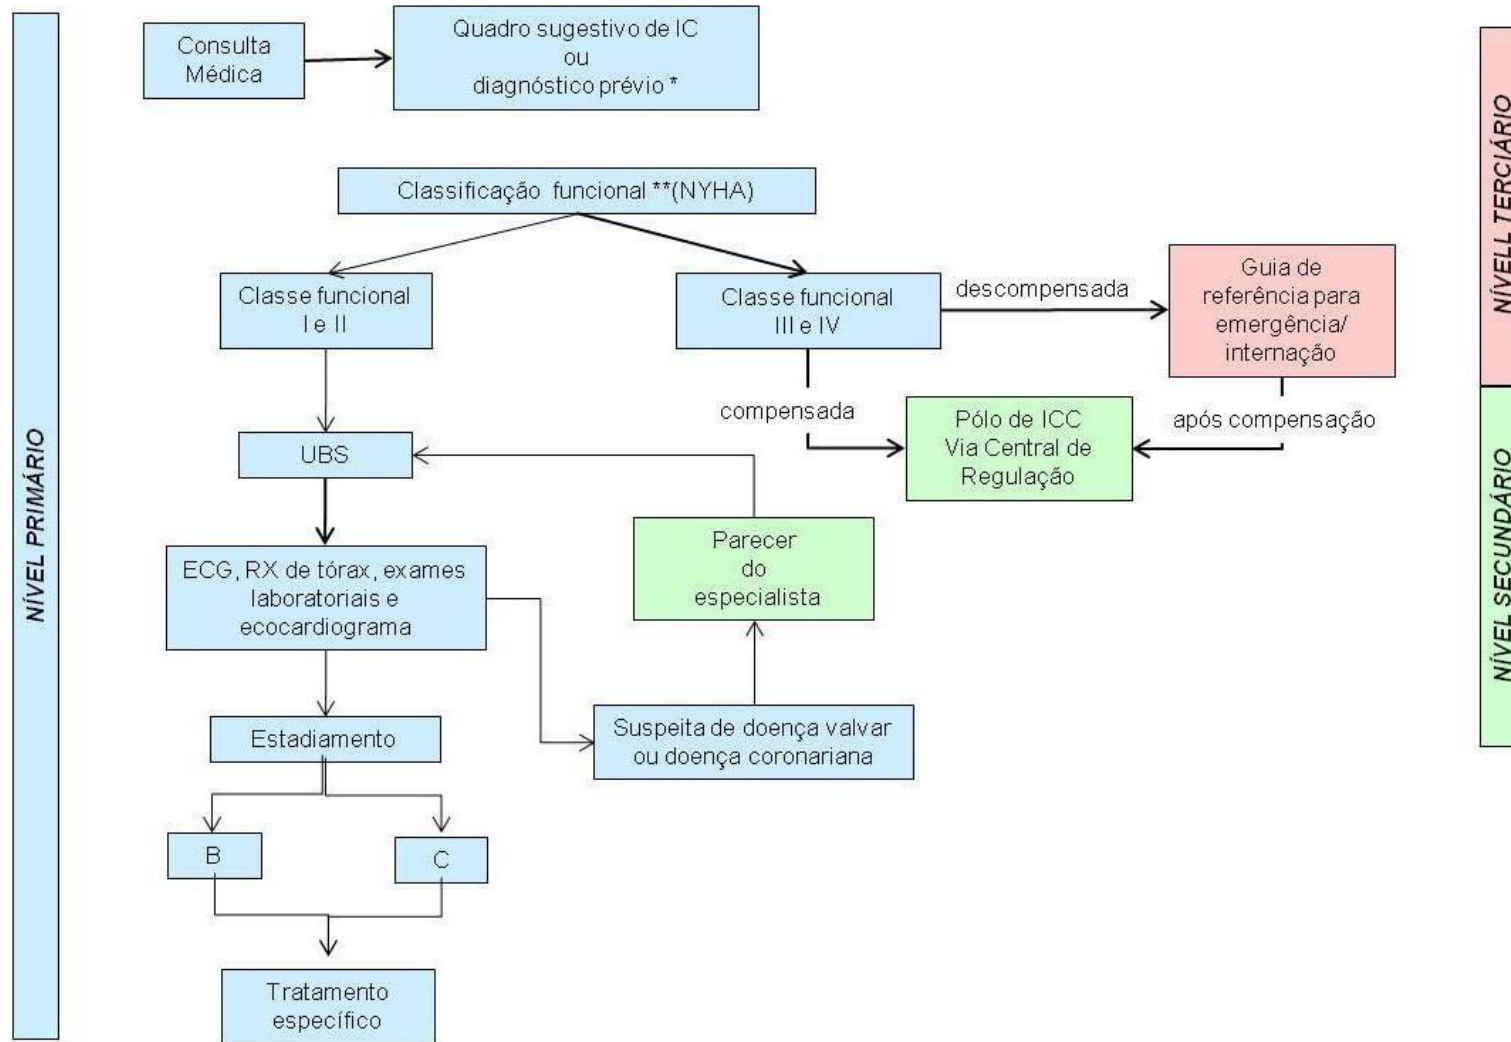 Consulta
Médica
Quadro sugestivo de IC
ou
diagnóstico prévio *
Classificação funcional **(NYHA)
Classe funcional
I e II
Classe funcional
III e IV
descompensada
Guia de
referência para
emergência/
internação
compensada
Pólo de ICC
Via Central de
Regulação
após compensação
UBS
Parecer
do
especialista
ECG, RX de tórax, exames
laboratoriais e
ecocardiograma
Suspeita de doença valvar
ou doença coronariana
Estadiamento
B
C
Tratamento
específico
NÍVEL PRIMÁRIO
NÍVELL TERCIÁRIO
NÍVEL SECUNDÁRIO